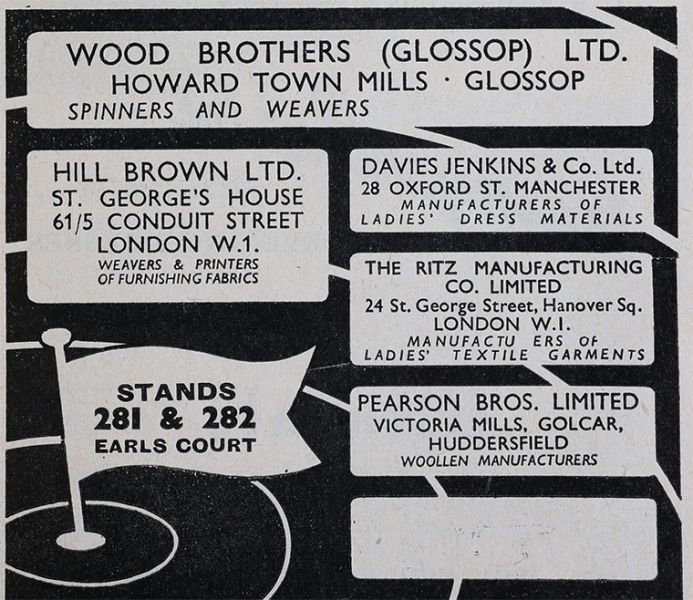 WOOD BROTHERS (GLOSSOP) LTD.
HOWARD TOWN MILLS · GLOSSOP
SPINNERS AND WEAVERS
HILL BROWN LTD.
ST. GEORGE'S HOUSE
61/5 CONDUIT STREET
LONDON W.1.
WEAVERS & PRINTERS
OF FURNISHING FABRICS
DAVIES JENKINS & Co. Ltd.
28 OXFORD ST. MANCHESTER
MANUFACTURERS OF
LADIES' DRESS MATERIALS
THE RITZ MANUFACTURING
CO. LIMITED
24 St. George Street, Hanover Sq.
LONDON W.I.
MANUFACTU ERS OF
LADIES' TEXTILE GARMENTS
PEARSON BROS. LIMITED
VICTORIA MILLS, GOLCAR,
HUDDERSFIELD
WOOLLEN MANUFACTURERS
STANDS
281 & 282
EARLS COURT